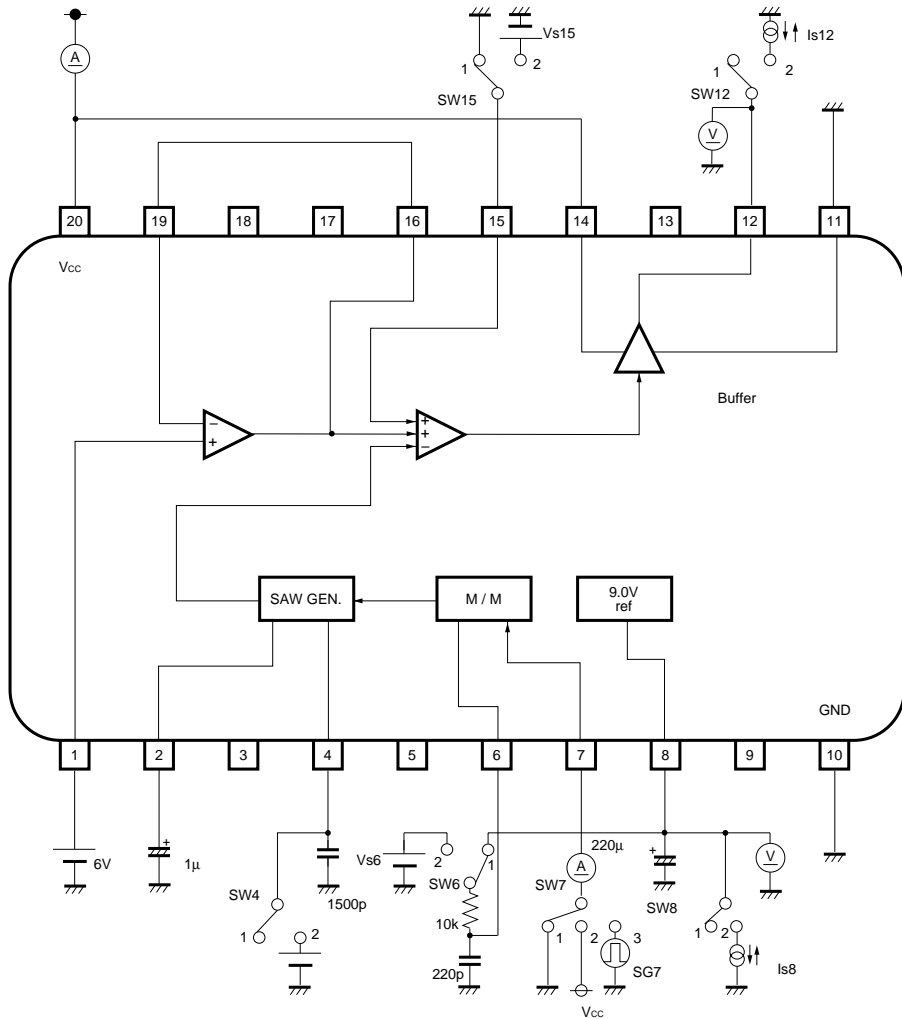 Vs15
Is12
A
1
2
1
2
SW15
SW12
V
20
19
18
17
16
15
14
13
12
11
Vcc
Buffer
−
+
+
+
−
SAW GEN.
M / M
9.0V
ref
GND
1
2
3
4
5
6
7
8
9
10
+
6V
1μ
SW4
1
2
1500p
Vs6
2
1
SW6
10k
220p
220μ
A
SW7
1
2
3
SG7
Vcc
+
SW8
V
1
2
Is8